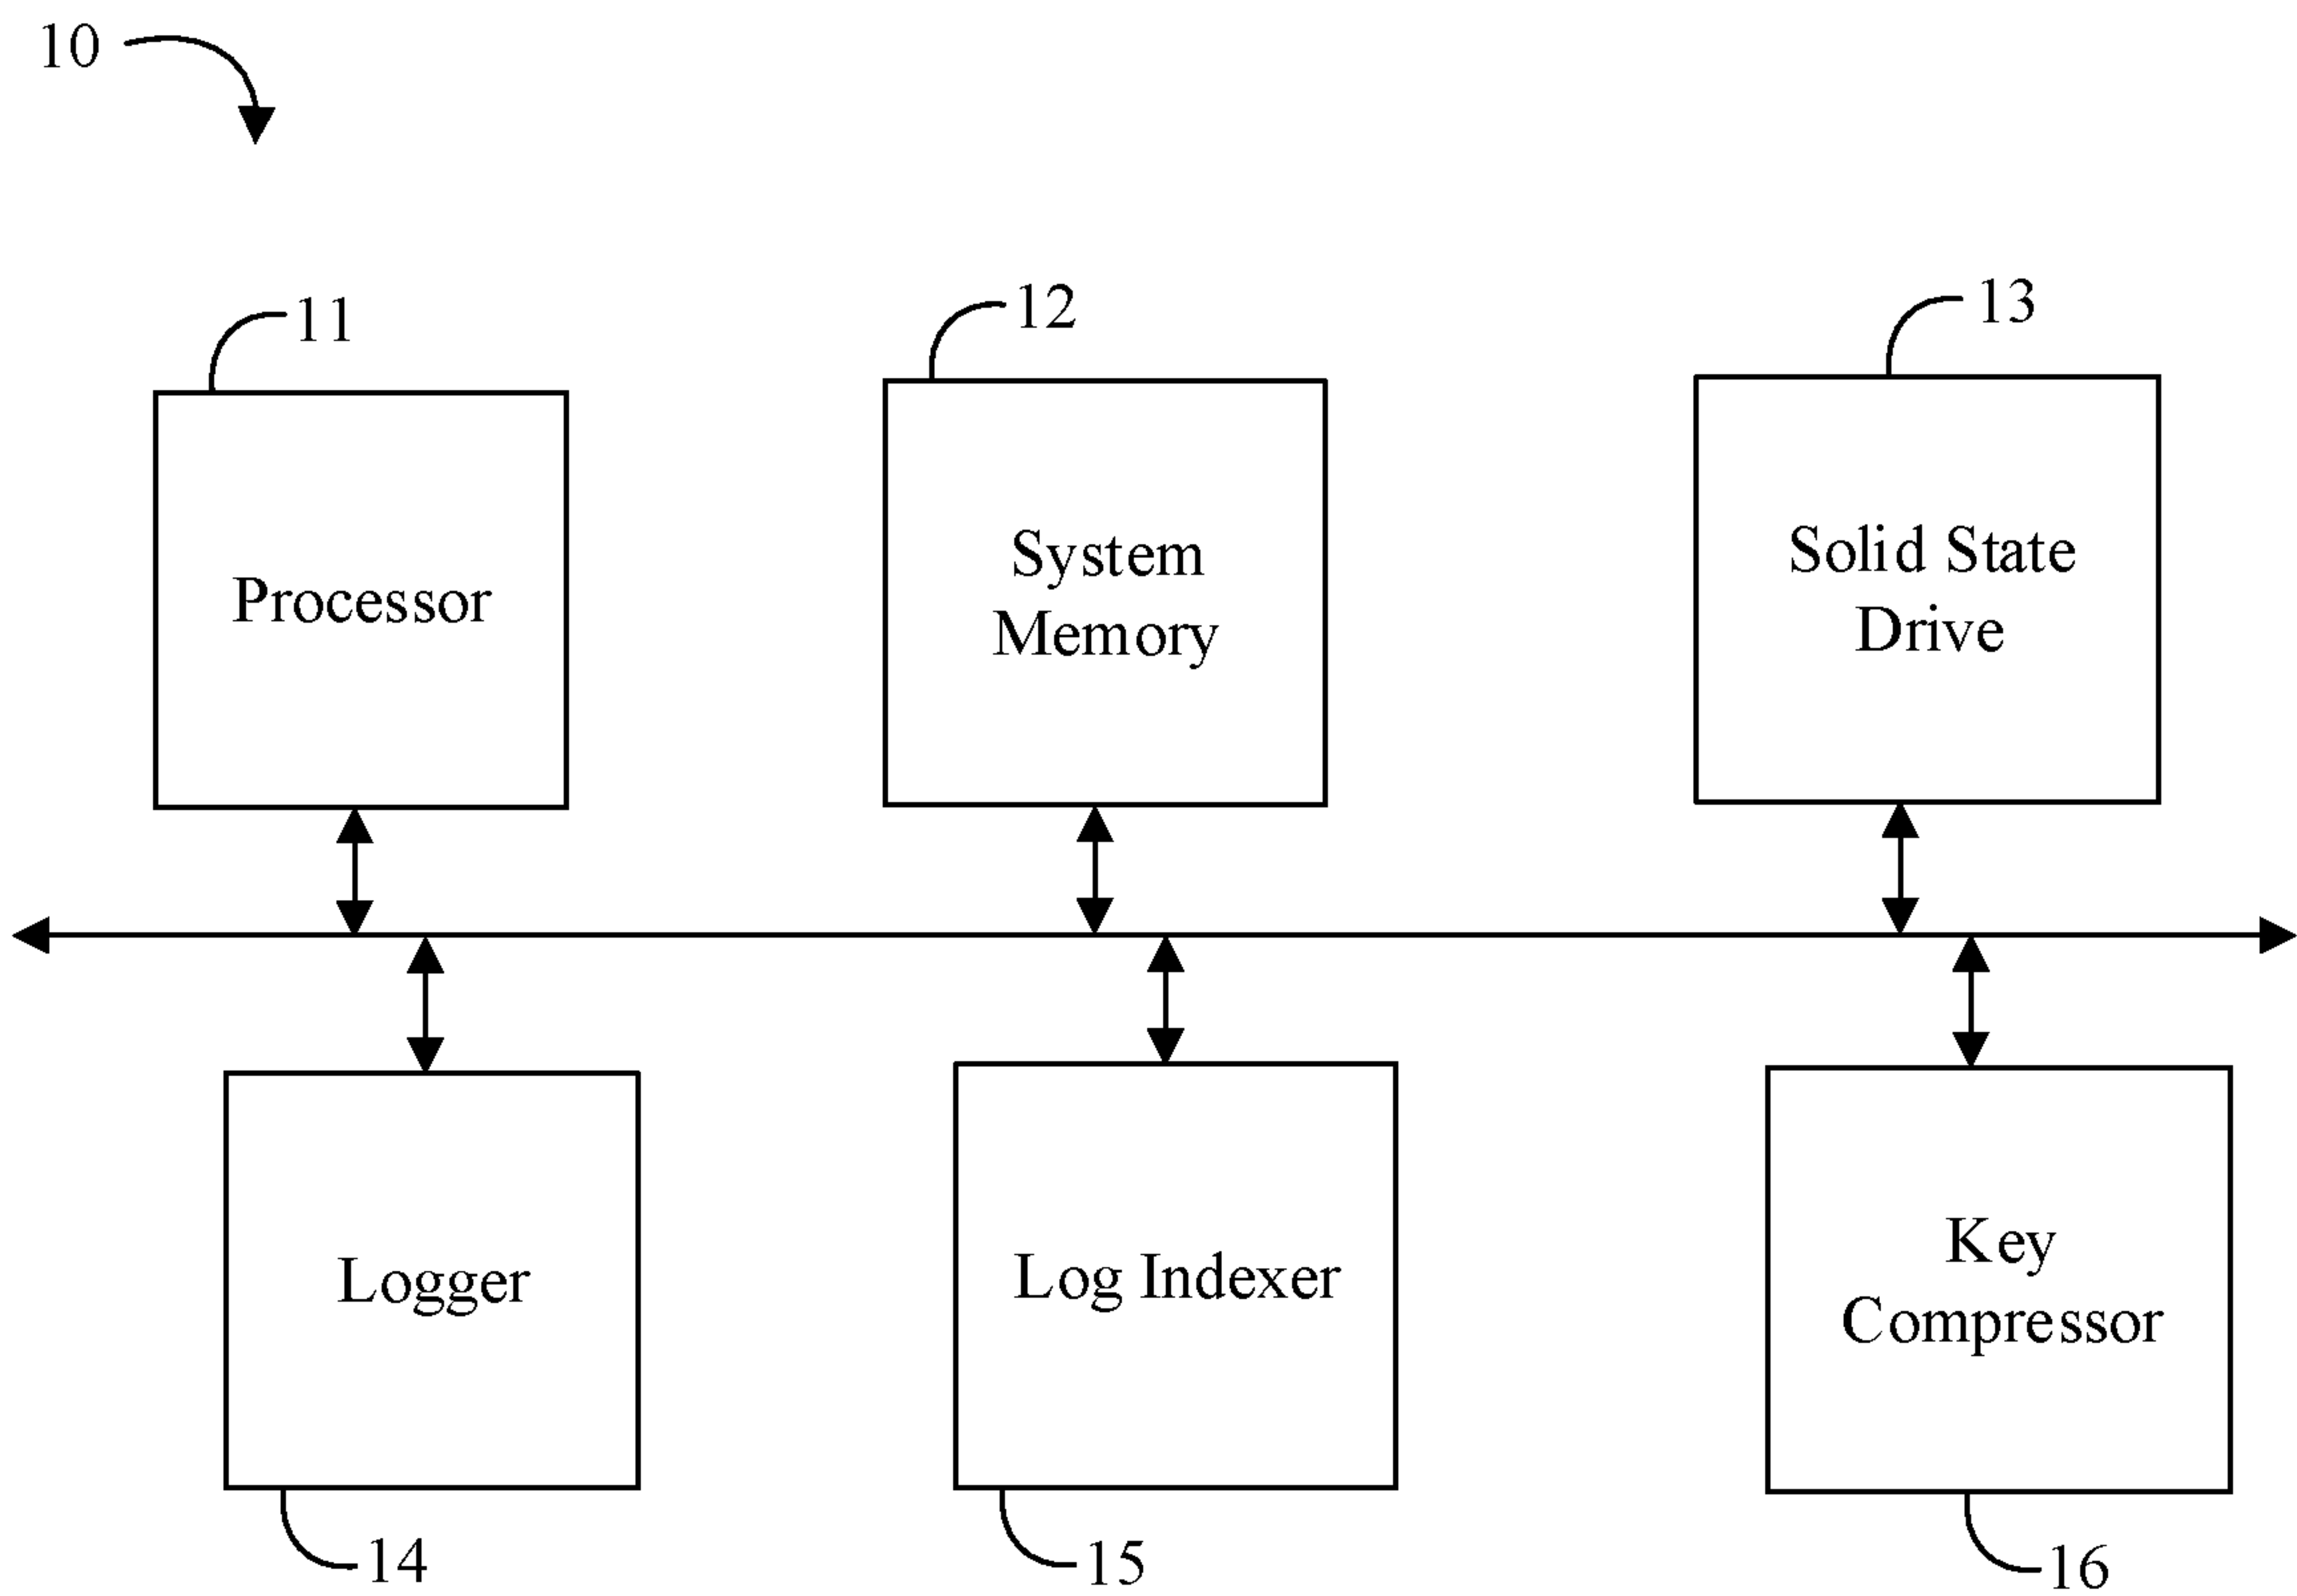 10
11
12
13
Processor
System
Memory
Solid State
Drive
Logger
Log Indexer
Key
Compressor
14
15
16